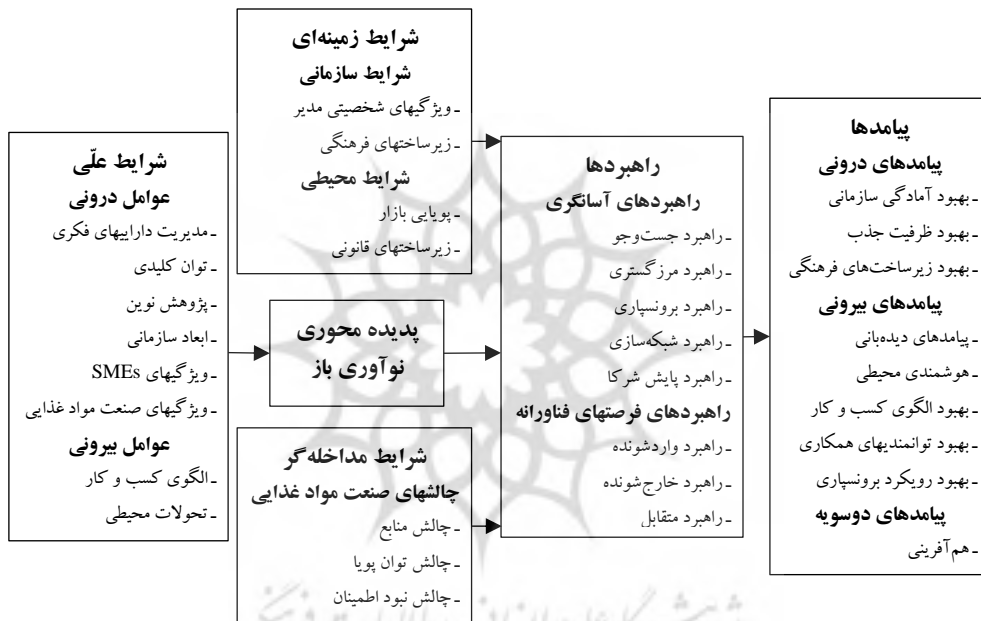 شرایط علّی
عوامل درونی
ـ مدیریت داراییهای فکری
ـ توان کلیدی
ـ پژوهش نوین
ـ ابعاد سازمانی
ـ ویژگیهای SMEs
ـ ویژگیهای صنعت مواد غذایی
عوامل بیرونی
ـ الگوی کسب و کار
ـ تحولات محیطی
شرایط زمینه‌ای
شرایط سازمانی
ـ ویژگیهای شخصیتی مدیر
ـ زیرساختهای فرهنگی
شرایط محیطی
ـ پویایی بازار
ـ زیرساختهای قانونی
پدیده محوری
نوآوری باز
شرایط مداخله‌گر
چالشهای صنعت مواد غذایی
ـ چالش منابع
ـ چالش توان پویا
ـ چالش نبود اطمینان
راهبردها
راهبردهای آسانگری
ـ راهبرد جست‌وجو
ـ راهبرد مرزگستری
ـ راهبرد برونسپاری
ـ راهبرد شبکه‌سازی
ـ راهبرد پایش شرکا
راهبردهای فرصتهای فناورانه
ـ راهبرد واردشونده
ـ راهبرد خارج‌شونده
ـ راهبرد متقابل
پیامدها
پیامدهای درونی
ـ بهبود آمادگی سازمانی
ـ بهبود ظرفیت جذب
ـ بهبود زیرساخت‌های فرهنگی
پیامدهای بیرونی
ـ پیامدهای دیده‌بانی
ـ هوشمندی محیطی
ـ بهبود الگوی کسب و کار
ـ بهبود توانمندیهای همکاری
ـ بهبود رویکرد برونسپاری
پیامدهای دوسویه
ـ هم‌آفرینی